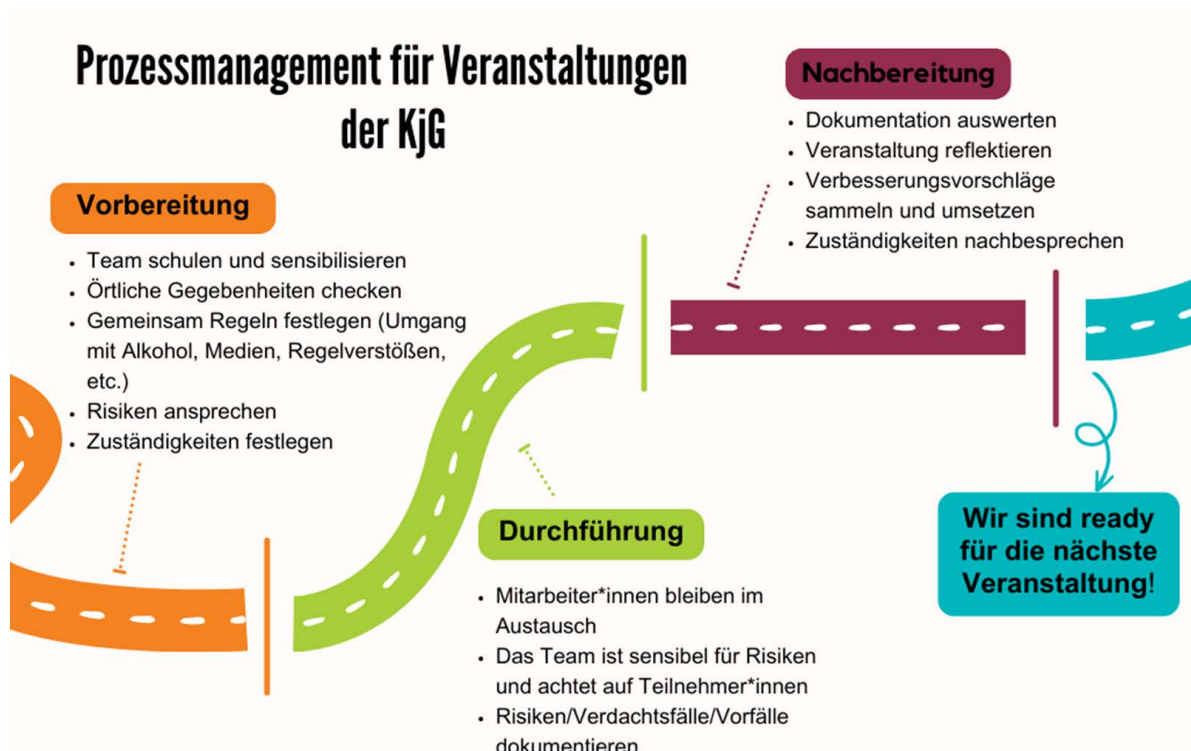 Prozessmanagement für Veranstaltungen
der KjG
Vorbereitung
• Team schulen und sensibilisieren
• Örtliche Gegebenheiten checken
• Gemeinsam Regeln festlegen (Umgang
mit Alkohol, Medien, Regelverstößen,
etc.)
• Risiken ansprechen
• Zuständigkeiten festlegen
Durchführung
• Mitarbeiter*innen bleiben im
Austausch
• Das Team ist sensibel für Risiken
und achtet auf Teilnehmer*innen
• Risiken/Verdachtsfälle/Vorfälle
dokumentieren
Nachbereitung
• Dokumentation auswerten
• Veranstaltung reflektieren
• Verbesserungsvorschläge
sammeln und umsetzen
• Zuständigkeiten nachbesprechen
Wir sind ready
für die nächste
Veranstaltung!